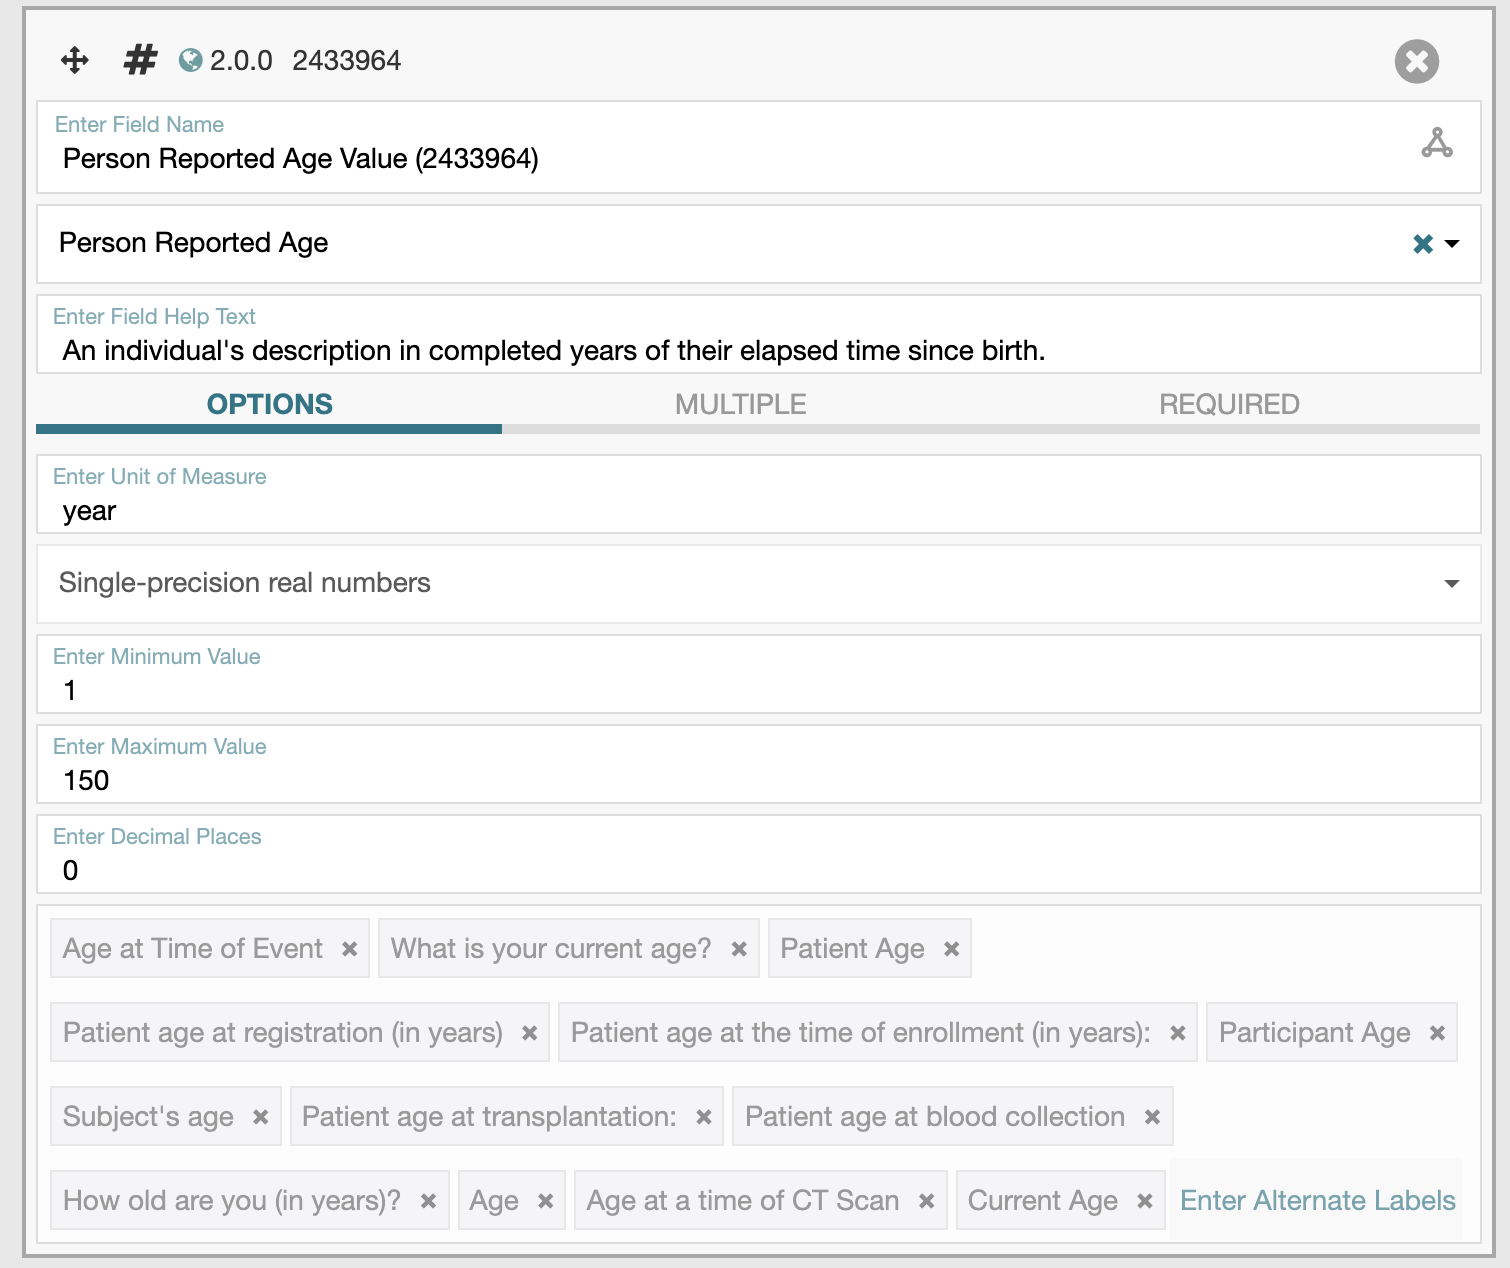 # 2.0.0 2433964
Enter Field Name
Person Reported Age Value (2433964)
Person Reported Age
Enter Field Help Text
An individual's description in completed years of their elapsed time since birth.
OPTIONS MULTIPLE REQUIRED
Enter Unit of Measure
year
Single-precision real numbers
Enter Minimum Value
1
Enter Maximum Value
150
Enter Decimal Places
0
Age at Time of Event What is your current age? Patient Age
Patient age at registration (in years) Patient age at the time of enrollment (in years): Participant Age
Subject's age Patient age at transplantation: Patient age at blood collection
How old are you (in years)? Age Age at a time of CT Scan Current Age Enter Alternate Labels